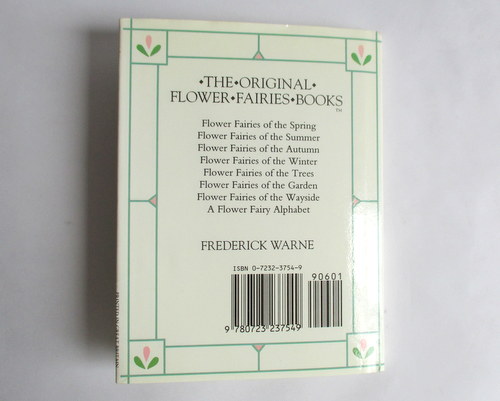 ◆THE◆ORIGINAL◆
FLOWER◆FAIRIES◆BOOKS
TM
Flower Fairies of the Spring
Flower Fairies of the Summer
Flower Fairies of the Autumn
Flower Fairies of the Winter
Flower Fairies of the Trees
Flower Fairies of the Garden
Flower Fairies of the Wayside
A Flower Fairy Alphabet
FREDERICK WARNE
ISBN 0-7232-3754-9
90601
9 780723 237549